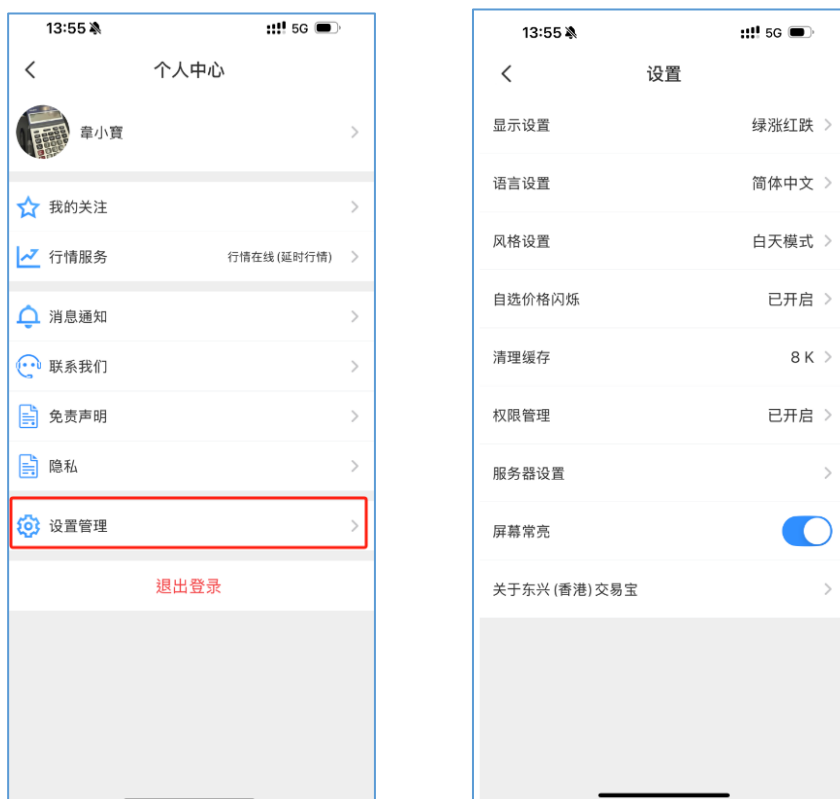 13:55
5G
个人中心
韋小寶
我的关注
行情服务 行情在线(延时行情)
消息通知
联系我们
免责声明
隐私
设置管理
退出登录
13:55
5G
设置
显示设置 绿涨红跌
语言设置 简体中文
风格设置 白天模式
自选价格闪烁 已开启
清理缓存 8 K
权限管理 已开启
服务器设置
屏幕常亮
关于东兴(香港)交易宝